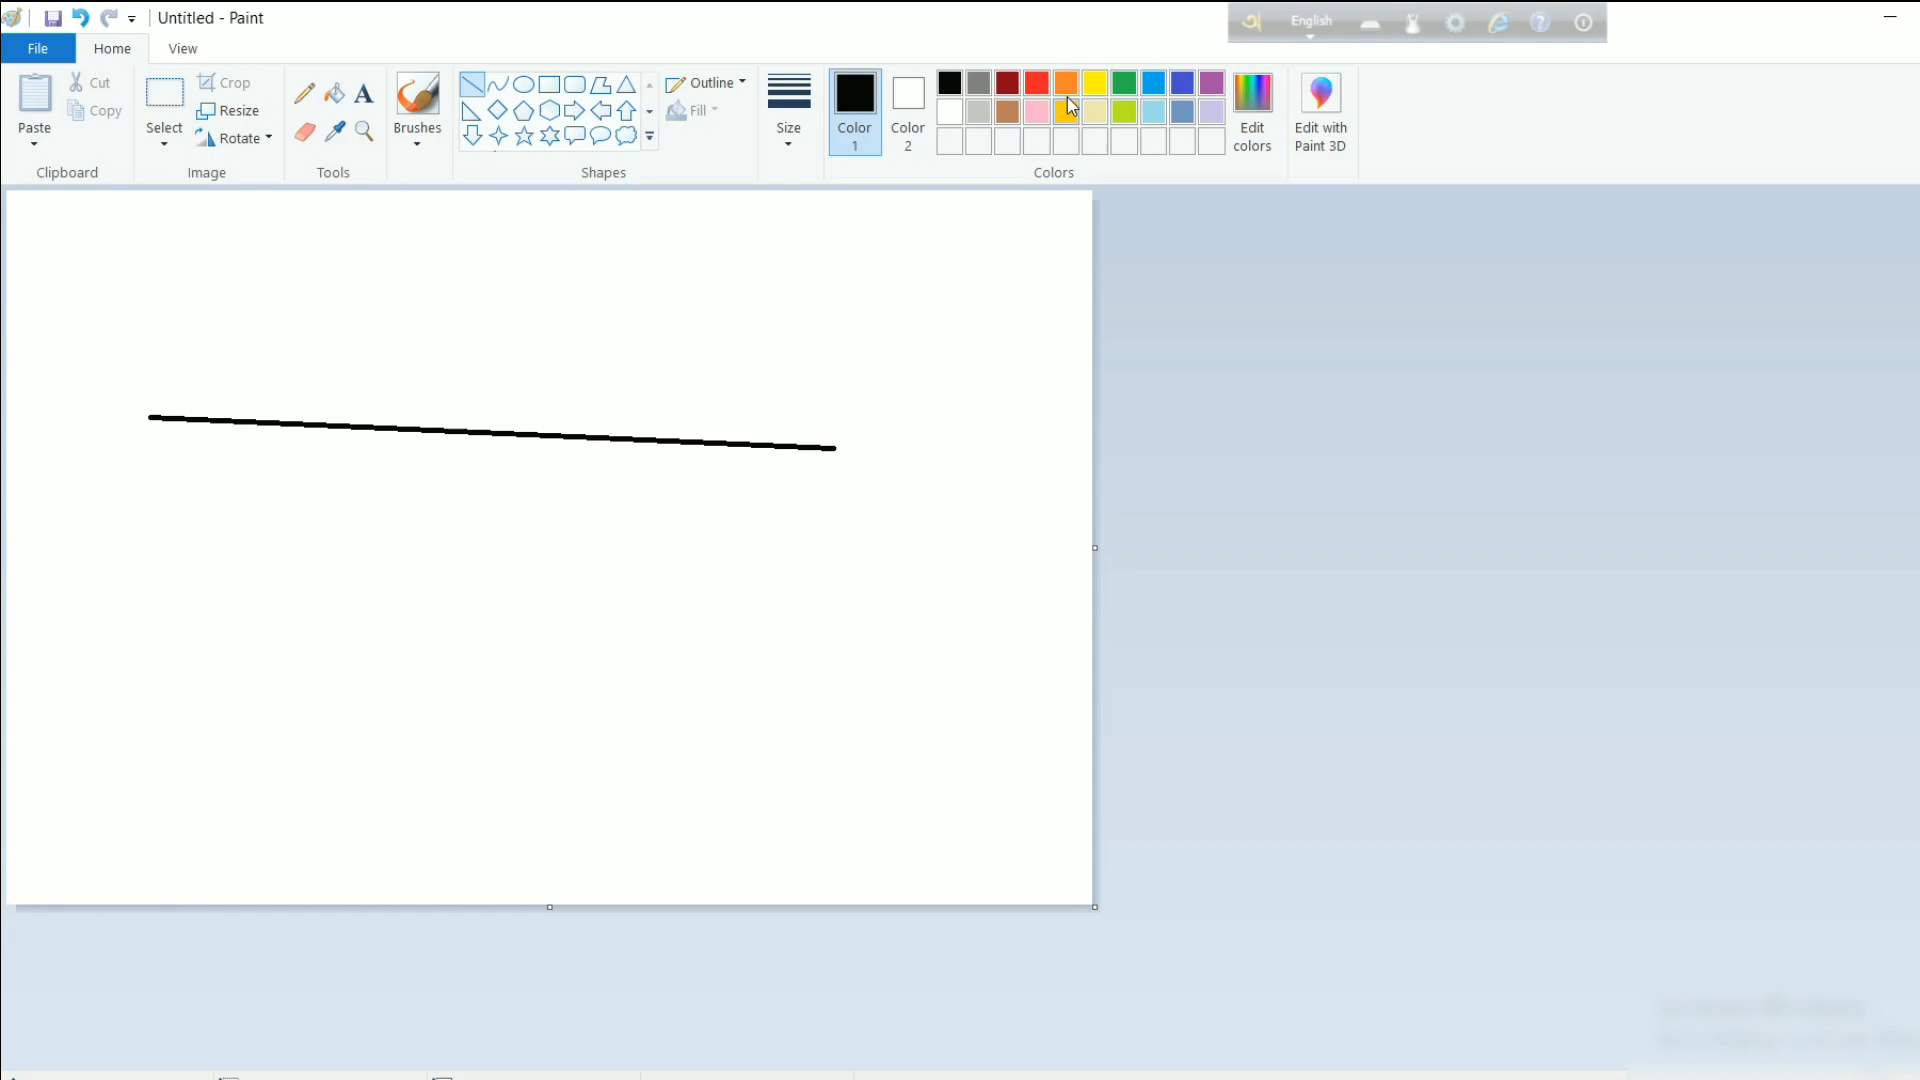 Untitled - Paint
English
File
Home
View
Paste
Cut
Copy
Clipboard
Select
Crop
Resize
Rotate
Image
A
Tools
Brushes
Shapes
Outline
Fill
Size
Color
1
Color
2
Colors
Edit
colors
Edit with
Paint 3D